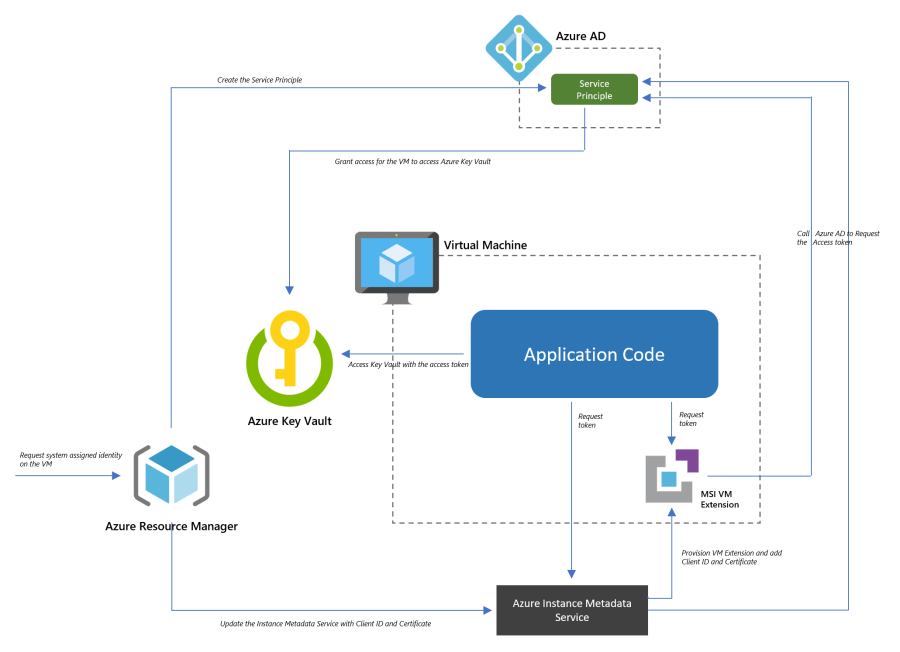 Azure AD
Create the Service Principle
Service
Principle
Grant access for the VM to access Azure Key Vault
Call Azure AD to Request
the Access token
Virtual Machine
Application Code
Access Key Vault with the access token
Azure Key Vault
Request
token
Request
token
Request system assigned identity
on the VM
MSI VM
Extension
Azure Resource Manager
Provision VM Extension and add
Client ID and Certificate
Azure Instance Metadata
Service
Update the Instance Metadata Service with Client ID and Certificate